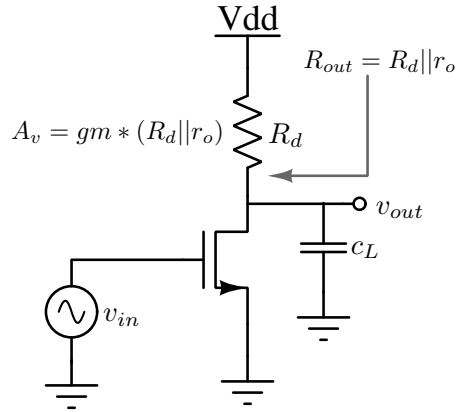 Vdd
R_{out} = R_d||r_o
A_v = gm * (R_d||r_o)
R_d
v_{out}
c_L
v_{in}